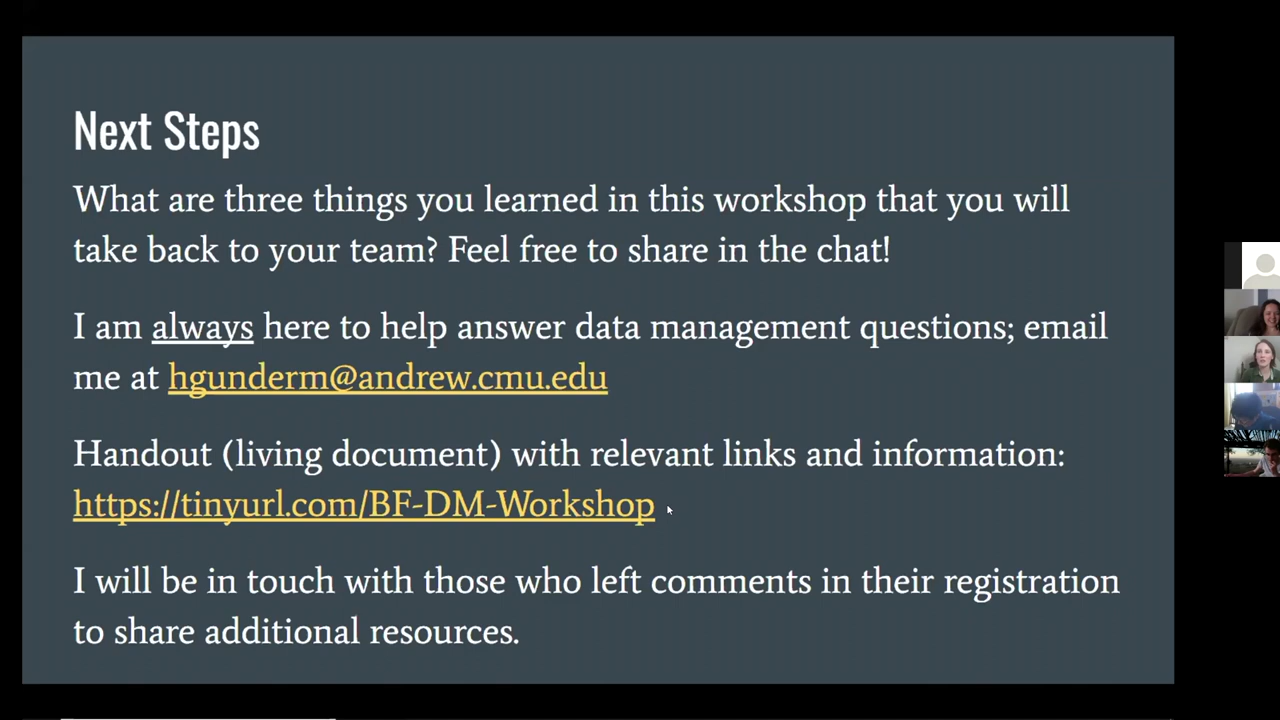 Next Steps
What are three things you learned in this workshop that you will
take back to your team? Feel free to share in the chat!
I am always here to help answer data management questions; email
me at hgunderm@andrew.cmu.edu
Handout (living document) with relevant links and information:
https://tinyurl.com/BF-DM-Workshop
I will be in touch with those who left comments in their registration
to share additional resources.